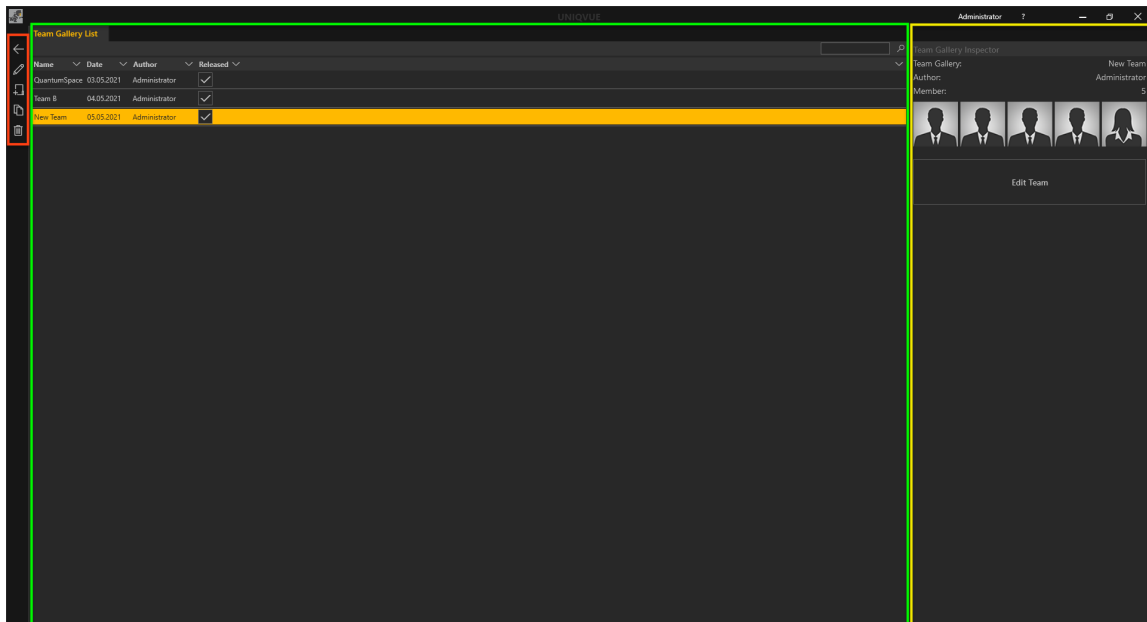 UNIQVUE
Administrator ?
Team Gallery List
Name Date Author Released
QuantumSpace 03.05.2021 Administrator
Team B 04.05.2021 Administrator
New Team 05.05.2021 Administrator
Team Gallery Inspector
Team Gallery: New Team
Author: Administrator
Member: 5
Edit Team